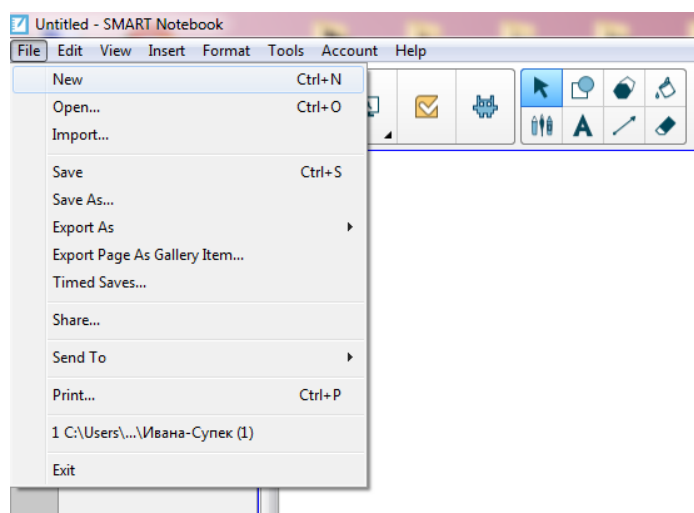 Untitled - SMART Notebook
File Edit View Insert Format Tools Account Help
New Ctrl+N
Open... Ctrl+O
Import...
Save Ctrl+S
Save As...
Export As
Export Page As Gallery Item...
Timed Saves...
Share...
Send To
Print... Ctrl+P
1 C:\Users\...\Ивана-Супек (1)
Exit
A